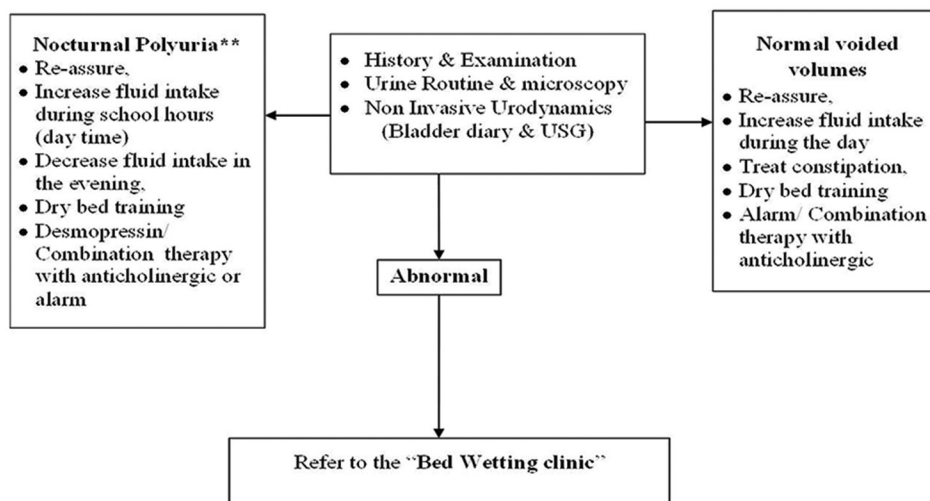 Nocturnal Polyuria**
• Re-assure,
• Increase fluid intake
during school hours
(day time)
• Decrease fluid intake in
the evening,
• Dry bed training
• Desmopressin/
Combination therapy
with anticholinergic or
alarm
• History & Examination
• Urine Routine & microscopy
• Non Invasive Urodynamics
(Bladder diary & USG)
Normal voided
volumes
• Re-assure,
• Increase fluid intake
during the day
• Treat constipation,
• Dry bed training
• Alarm/ Combination
therapy with
anticholinergic
Abnormal
Refer to the “Bed Wetting clinic”